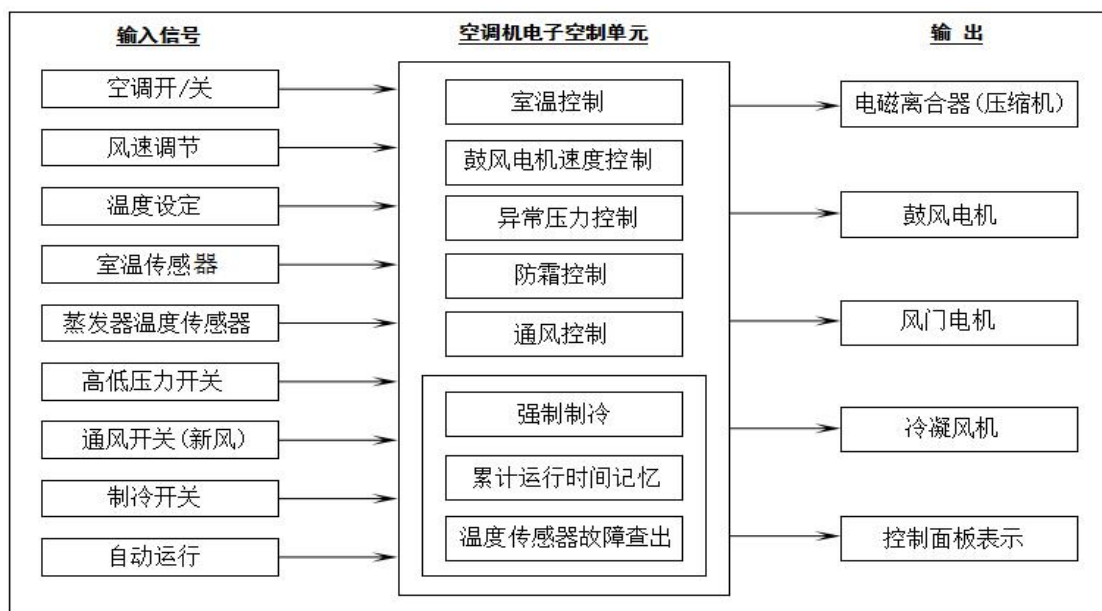 输入信号
空调开/关
风速调节
温度设定
室温传感器
蒸发器温度传感器
高低压力开关
通风开关(新风)
制冷开关
自动运行
空调机电子控制单元
室温控制
鼓风电机速度控制
异常压力控制
防霜控制
通风控制
强制制冷
累计运行时间记忆
温度传感器故障查出
输 出
电磁离合器(压缩机)
鼓风电机
风门电机
冷凝风机
控制面板表示